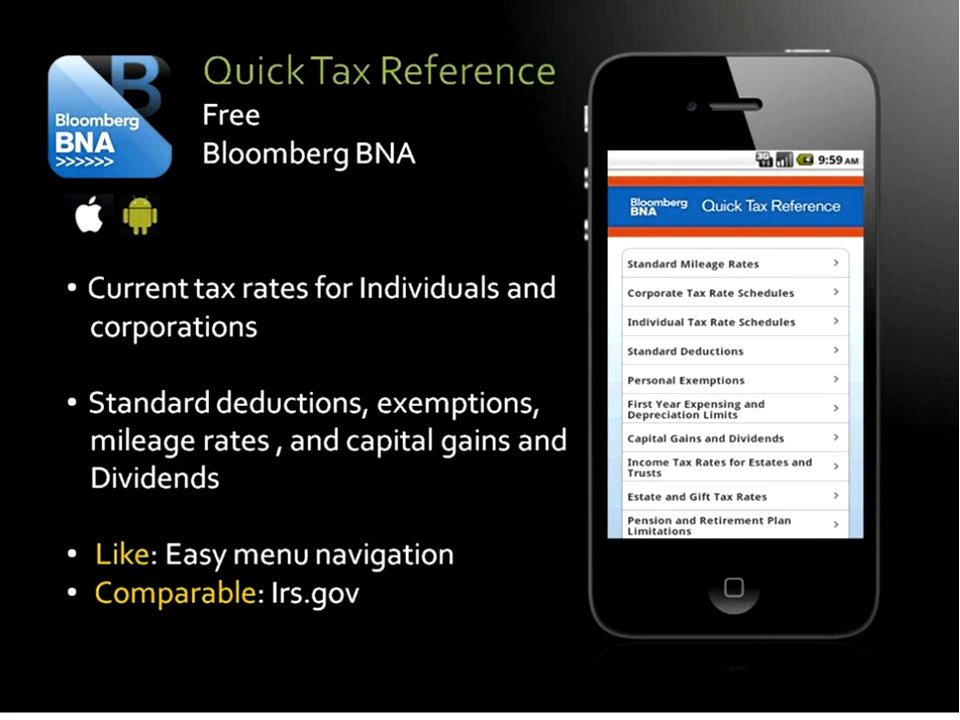 B
Bloomberg
BNA
>>>>>>
Quick Tax Reference
Free
Bloomberg BNA
• Current tax rates for Individuals and
corporations
• Standard deductions, exemptions,
mileage rates , and capital gains and
Dividends
• Like: Easy menu navigation
• Comparable: Irs.gov
3G
9:59 AM
Bloomberg
BNA
Quick Tax Reference
Standard Mileage Rates >
Corporate Tax Rate Schedules >
Individual Tax Rate Schedules >
Standard Deductions >
Personal Exemptions >
First Year Expensing and
Depreciation Limits >
Capital Gains and Dividends >
Income Tax Rates for Estates and
Trusts >
Estate and Gift Tax Rates >
Pension and Retirement Plan
Limitations >